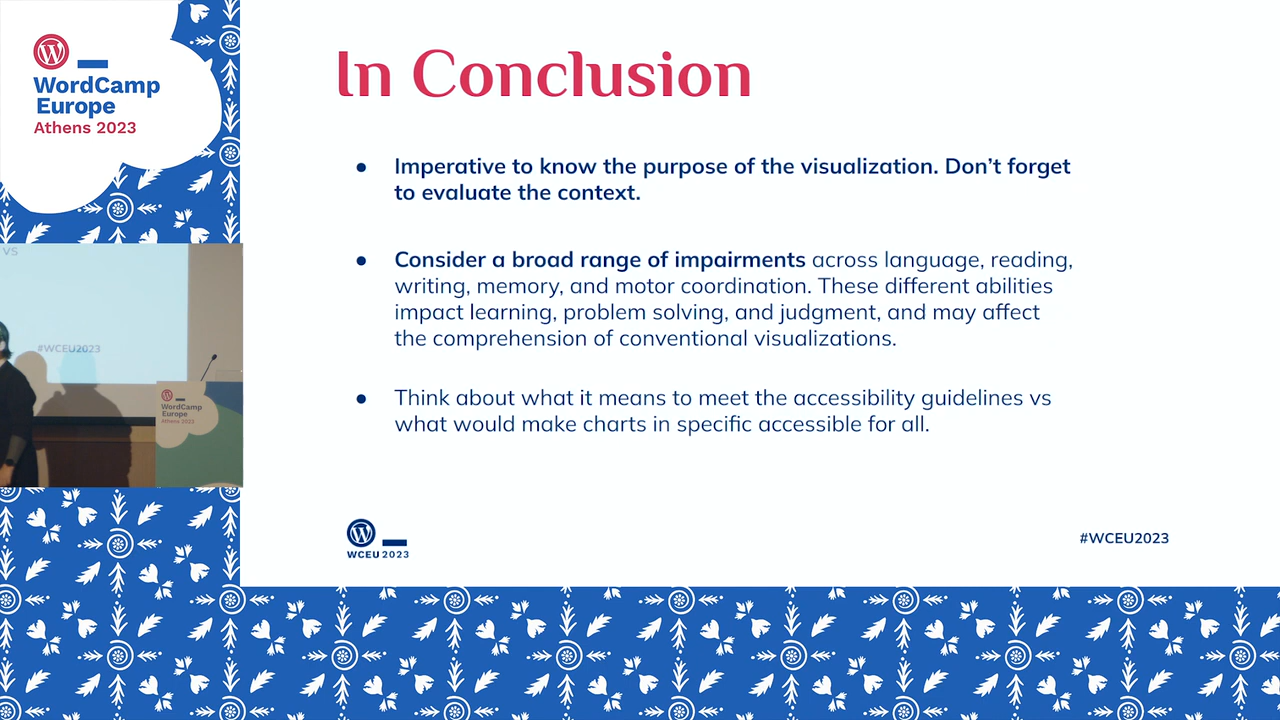 WordCamp
Europe
Athens 2023
In Conclusion
● Imperative to know the purpose of the visualization. Don’t forget
to evaluate the context.
● Consider a broad range of impairments across language, reading,
writing, memory, and motor coordination. These different abilities
impact learning, problem solving, and judgment, and may affect
the comprehension of conventional visualizations.
● Think about what it means to meet the accessibility guidelines vs
what would make charts in specific accessible for all.
WCEU 2023
#WCEU2023
VS
#WCEU2023
WordCamp
Europe
Athens 2023